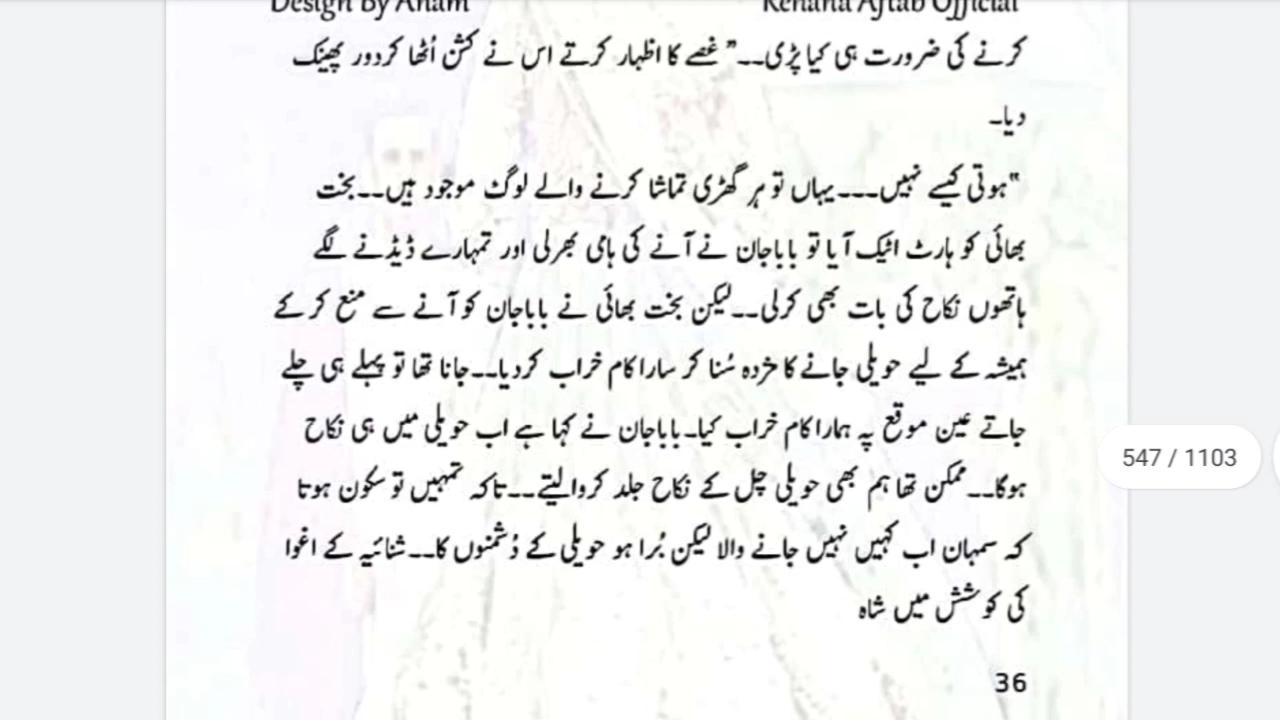 Design By Anam Rehana Aftab Official
کرنے کی ضرورت ہی کیا پڑی۔۔" غصے کا اظہار کرتے اس نے کشن اُٹھا کر دور پھینک
دیا۔
"ہوتی کیسے نہیں۔۔۔یہاں تو ہر گھڑی تماشا کرنے والے لوگ موجود ہیں۔۔بخت
بھائی کو ہارٹ اٹیک آیا تو باباجان نے آنے کی ہامی بھرلی اور تمہارے ڈیڈ نے لگے
ہاتھوں نکاح کی بات بھی کرلی۔۔لیکن بخت بھائی نے باباجان کو آنے سے منع کر کے
ہمیشہ کے لیے حویلی جانے کا مژدہ سُنا کر سارا کام خراب کردیا۔۔جانا تھا تو پہلے ہی چلے
جاتے عین موقع پہ ہمارا کام خراب کیا۔باباجان نے کہا ہے اب حویلی میں ہی نکاح
ہوگا۔۔ممکن تھا ہم بھی حویلی چل کے نکاح جلد کروا لیتے۔۔تاکہ تمہیں تو سکون ہوتا
کہ سمہان اب کہیں نہیں جانے والا لیکن بُرا ہو حویلی کے دُشمنوں کا۔۔شنائیہ کے اغوا
کی کوشش میں شاہ
36
547 / 1103